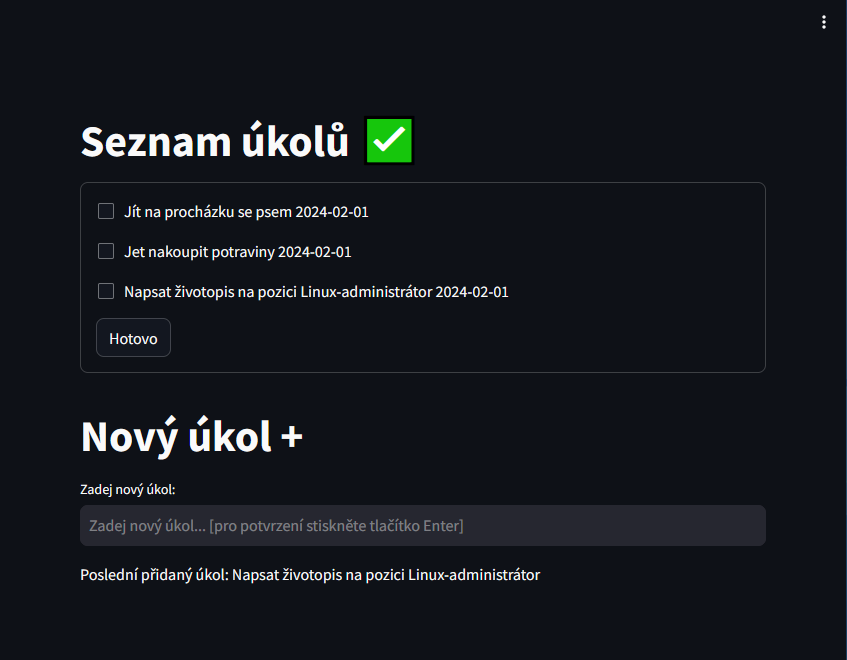 Seznam úkolů ✅
Jít na procházku se psem 2024-02-01
Jet nakoupit potraviny 2024-02-01
Napsat životopis na pozici Linux-administrátor 2024-02-01
Hotovo
Nový úkol +
Zadej nový úkol:
Zadej nový úkol... [pro potvrzení stiskněte tlačítko Enter]
Poslední přidaný úkol: Napsat životopis na pozici Linux-administrátor